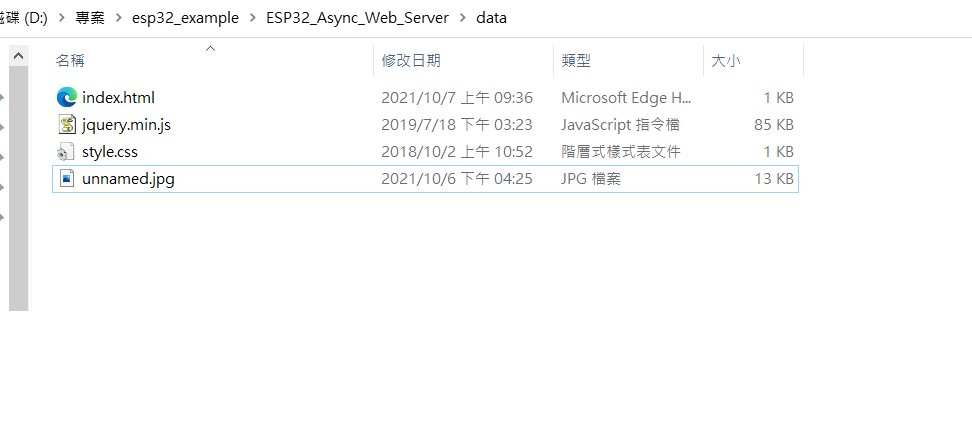 磁碟 (D:) > 專案 > esp32_example > ESP32_Async_Web_Server > data
名稱 修改日期 類型 大小
index.html 2021/10/7 上午 09:36 Microsoft Edge H... 1 KB
jquery.min.js 2019/7/18 下午 03:23 JavaScript 指令檔 85 KB
style.css 2018/10/2 上午 10:52 階層式樣式表文件 1 KB
unnamed.jpg 2021/10/6 下午 04:25 JPG 檔案 13 KB